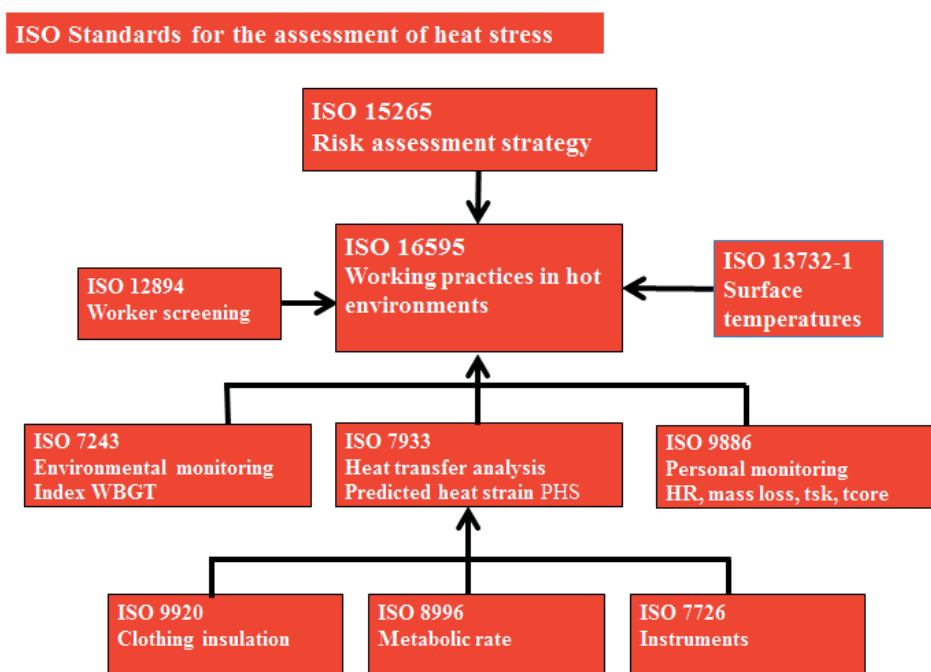 ISO Standards for the assessment of heat stress
ISO 15265
Risk assessment strategy
ISO 16595
Working practices in hot
environments
ISO 12894
Worker screening
ISO 13732-1
Surface
temperatures
ISO 7243
Environmental monitoring
Index WBGT
ISO 7933
Heat transfer analysis
Predicted heat strain PHS
ISO 9886
Personal monitoring
HR, mass loss, tsk, tcore
ISO 9920
Clothing insulation
ISO 8996
Metabolic rate
ISO 7726
Instruments